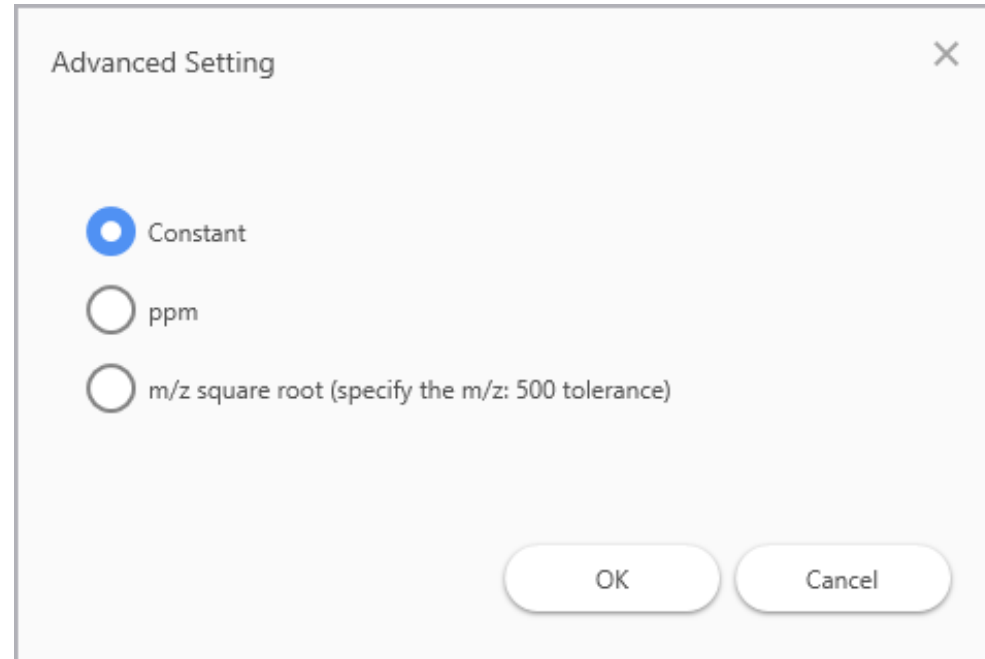 Advanced Setting
Constant
ppm
m/z square root (specify the m/z: 500 tolerance)
OK
Cancel